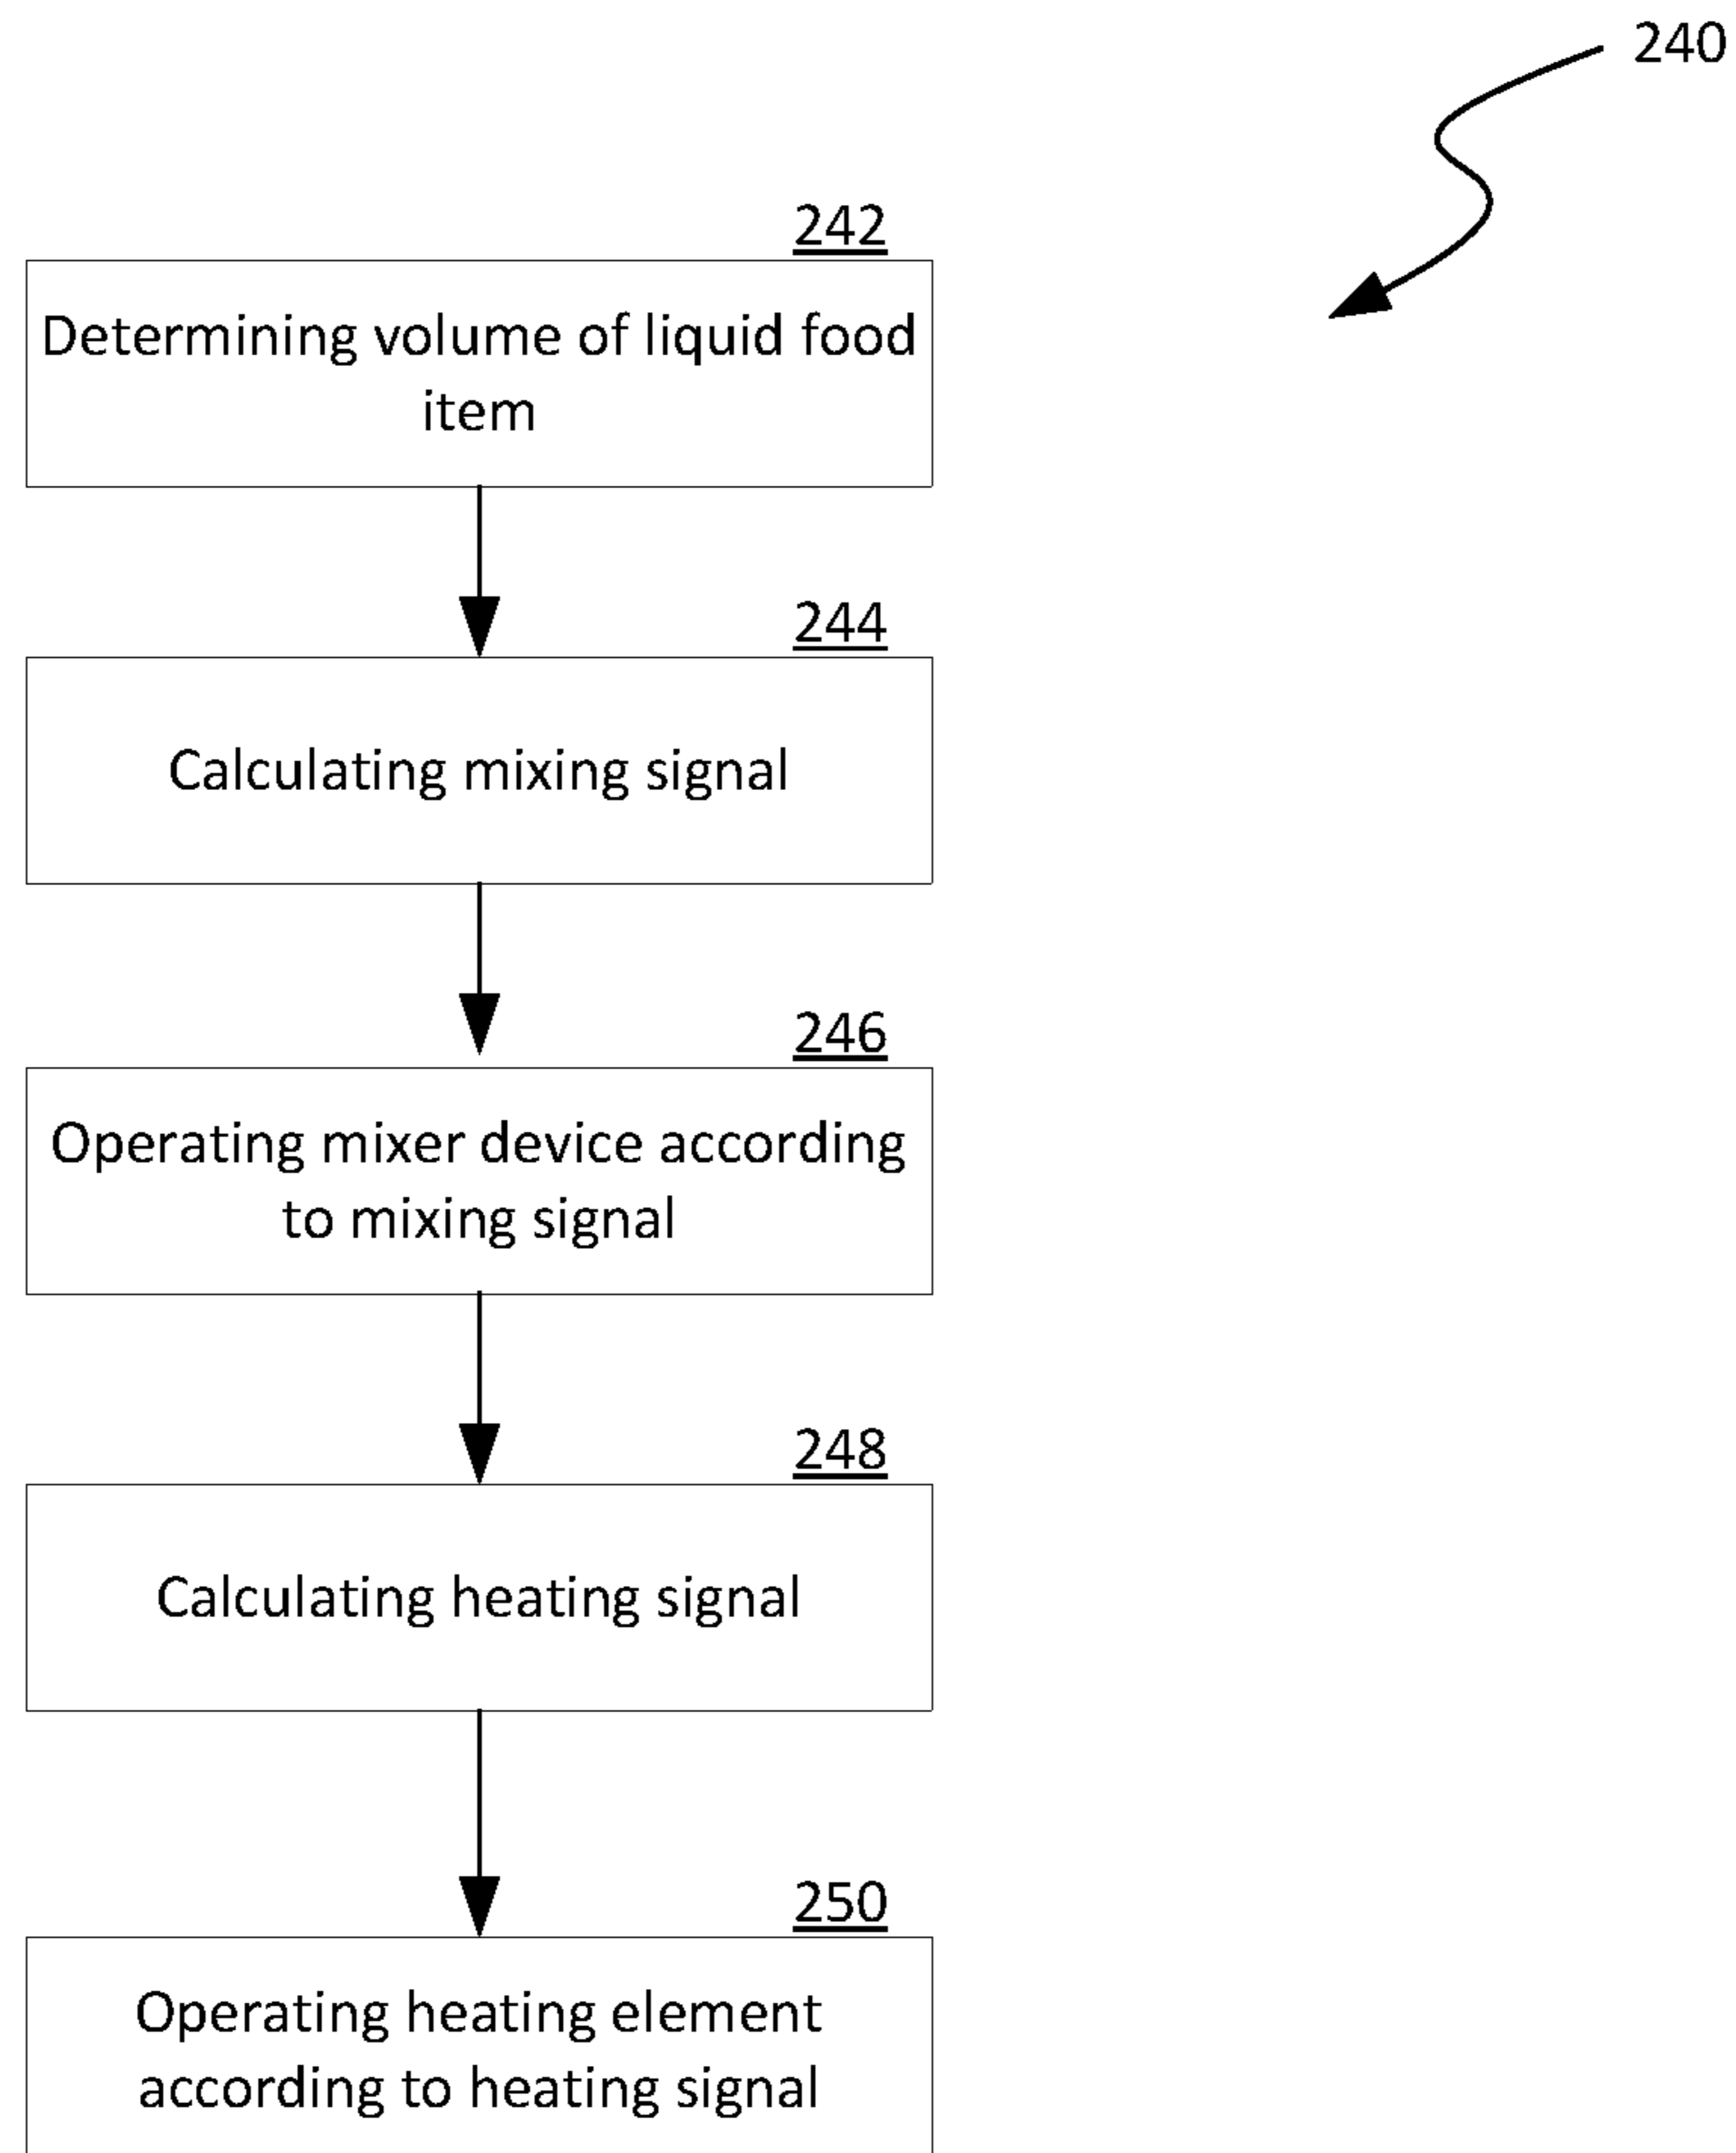 240
242
Determining volume of liquid food
item
244
Calculating mixing signal
246
Operating mixer device according
to mixing signal
248
Calculating heating signal
250
Operating heating element
according to heating signal